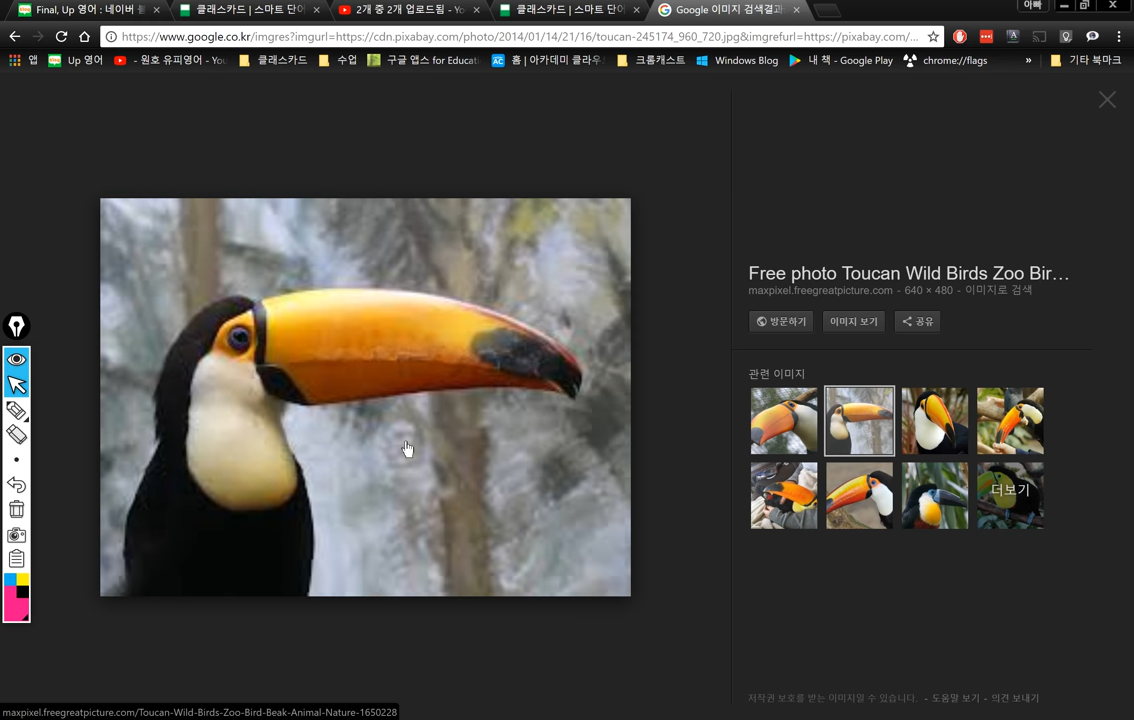 Final, Up 영어 : 네이버 블
클래스카드 | 스마트 단어
2개 중 2개 업로드됨 - Yo
클래스카드 | 스마트 단어
Google 이미지 검색결과
아빠
https://www.google.co.kr/imgres?imgurl=https://cdn.pixabay.com/photo/2014/01/14/21/16/toucan-245174_960_720.jpg&imgrefurl=https://pixabay.com/...
앱 Up 영어 - 원호 유피영어 - You 클래스카드 수업 구글 앱스 for Educati 홈 | 아카데미 클라우 크롬캐스트 Windows Blog 내 책 - Google Play chrome://flags » 기타 북마크
Free photo Toucan Wild Birds Zoo Bir...
maxpixel.freegreatpicture.com - 640 × 480 - 이미지로 검색
방문하기 이미지 보기 공유
관련 이미지
더보기
저작권 보호를 받는 이미지일 수 있습니다. - 도움말 보기 - 의견 보내기
maxpixel.freegreatpicture.com/Toucan-Wild-Birds-Zoo-Bird-Beak-Animal-Nature-1650228